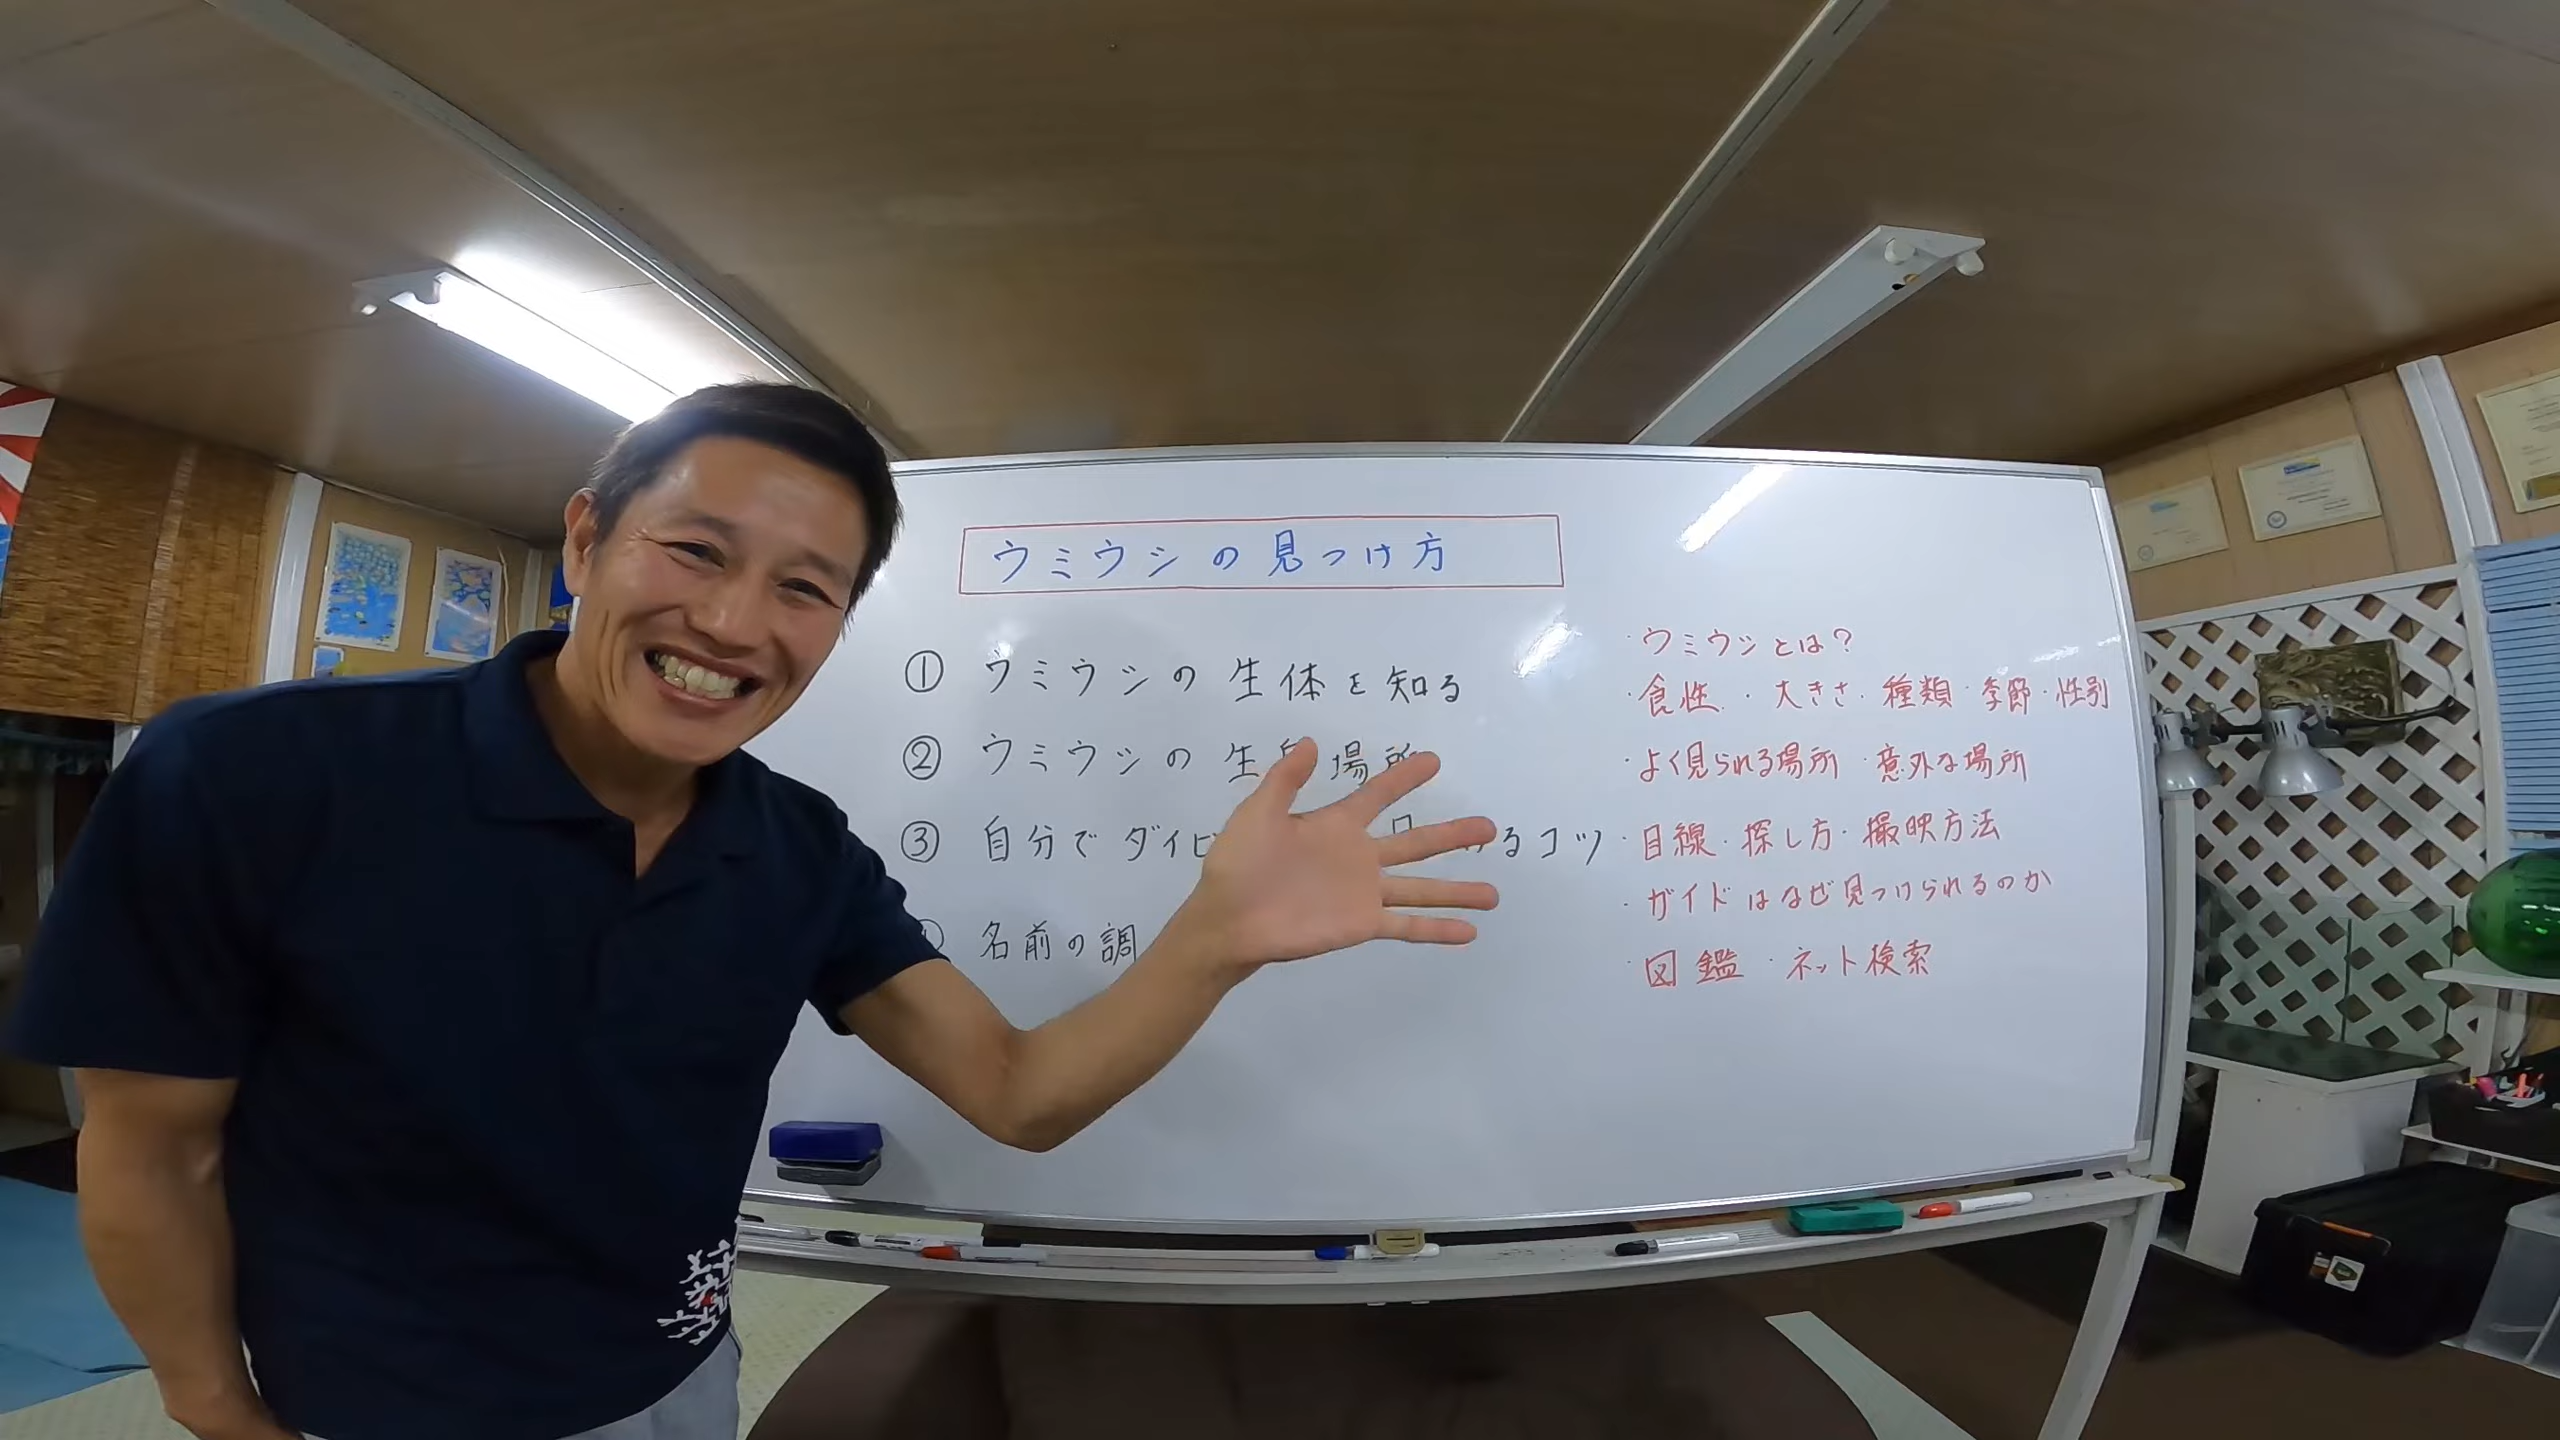 ウミウシの見つけ方
① ウミウシの生体を知る
② ウミウシの生 場所
③ 自分でダイビ るコツ
名前の調
・ウミウシとは?
・食性・大きさ・種類・季節・性別
・よく見られる場所・意外な場所
・目線・探し方・撮映方法
・ガイドはなぜ見つけられるのか
・図鑑・ネット検索